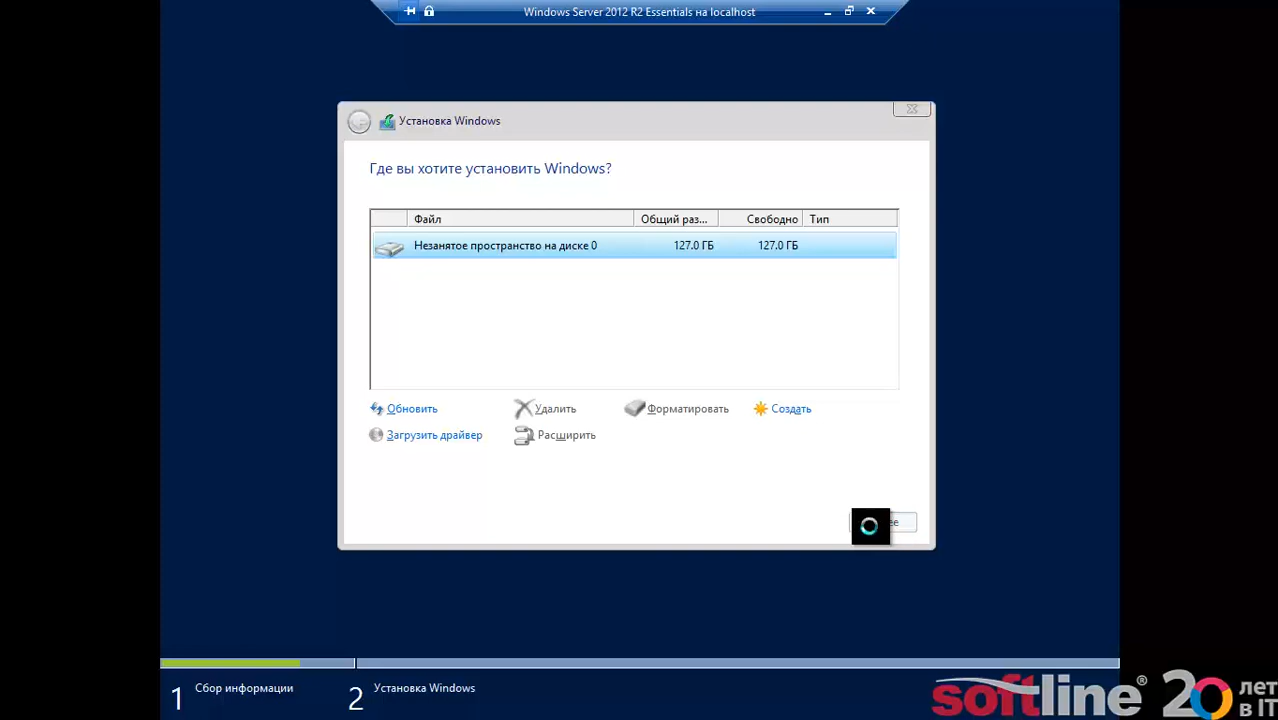 Windows Server 2012 R2 Essentials на localhost
Установка Windows
Где вы хотите установить Windows?
Файл Общий раз... Свободно Тип
Незанятое пространство на диске 0 127.0 ГБ 127.0 ГБ
Обновить Удалить Форматировать Создать
Загрузить драйвер Расширить
1 Сбор информации 2 Установка Windows
softline® 20 лет
в IT